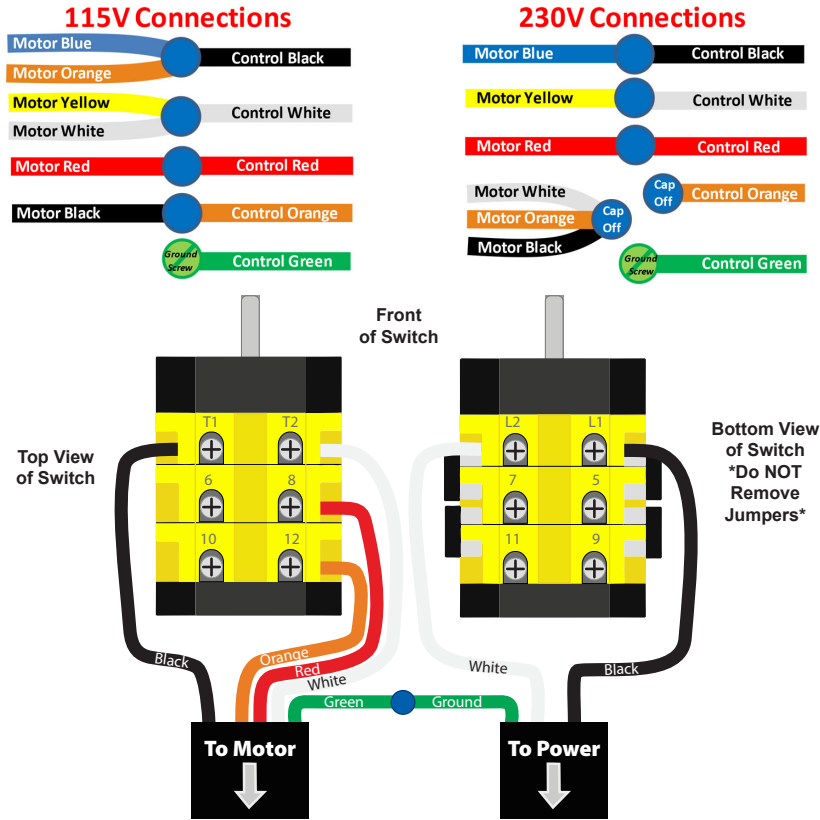 115V Connections
Motor Blue
Motor Orange
Control Black
Motor Yellow
Motor White
Control White
Motor Red
Control Red
Motor Black
Control Orange
Ground
Screw
Control Green
230V Connections
Motor Blue
Control Black
Motor Yellow
Control White
Motor Red
Control Red
Motor White
Motor Orange
Motor Black
Cap
Off
Cap
Off
Control Orange
Ground
Screw
Control Green
Front
of Switch
Top View
of Switch
T1 T2
6 8
10 12
L2 L1
7 5
11 9
Bottom View
of Switch
*Do NOT
Remove
Jumpers*
Black
Orange
Red
White
Green
Ground
White
Black
To Motor
To Power